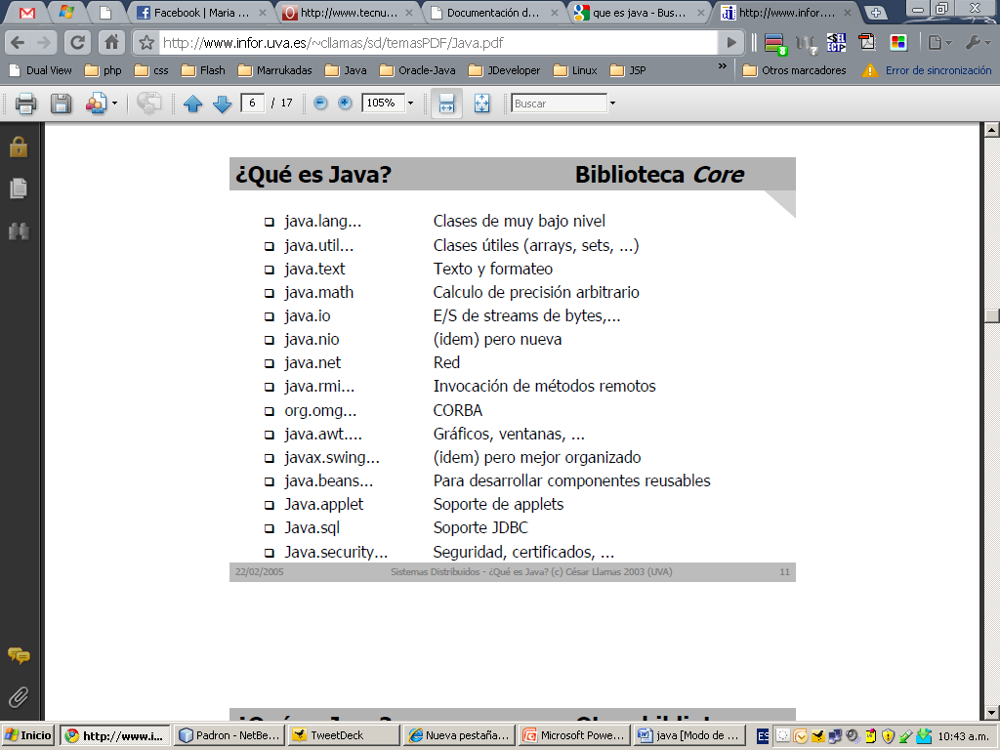 Facebook | Maria ...
http://www.tecnu...
Documentación d...
que es java - Bus...
http://www.infor....
http://www.infor.uva.es/~cllamas/sd/temasPDF/Java.pdf
Dual View php css Flash Marrukadas Java Oracle-Java JDeveloper Linux JSP » Otros marcadores Error de sincronización
6 / 17 105% Buscar
¿Qué es Java? Biblioteca Core
java.lang... Clases de muy bajo nivel
java.util... Clases útiles (arrays, sets, ...)
java.text Texto y formateo
java.math Calculo de precisión arbitrario
java.io E/S de streams de bytes,...
java.nio (idem) pero nueva
java.net Red
java.rmi... Invocación de métodos remotos
org.omg... CORBA
java.awt.... Gráficos, ventanas, ...
javax.swing... (idem) pero mejor organizado
java.beans... Para desarrollar componentes reusables
Java.applet Soporte de applets
Java.sql Soporte JDBC
Java.security... Seguridad, certificados, ...
22/02/2005 Sistemas Distribuidos - ¿Qué es Java? (c) César Llamas 2003 (UVA) 11
Inicio http://www.i... Padron - NetBe... TweetDeck Nueva pestaña... Microsoft Powe... java [Modo de ... ES 10:43 a.m.